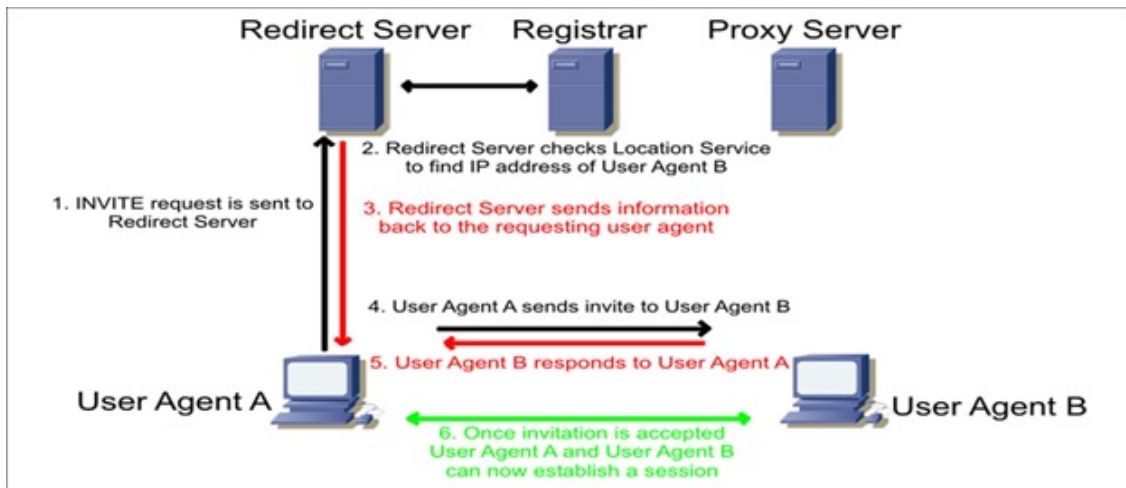 Redirect Server
Registrar
Proxy Server
2. Redirect Server checks Location Service
to find IP address of User Agent B
1. INVITE request is sent to
Redirect Server
3. Redirect Server sends information
back to the requesting user agent
4. User Agent A sends invite to User Agent B
5. User Agent B responds to User Agent A
User Agent A
User Agent B
6. Once invitation is accepted
User Agent A and User Agent B
can now establish a session